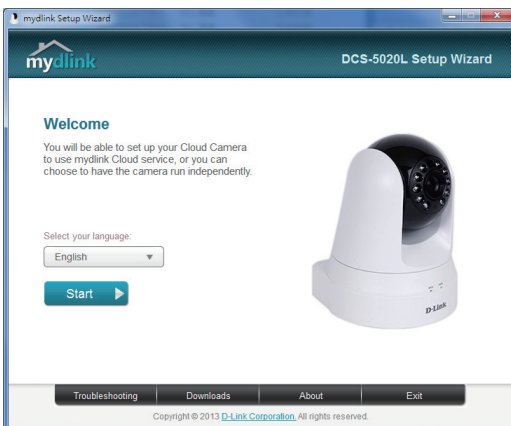 mydlink Setup Wizard
mydlink
DCS-5020L Setup Wizard
Welcome
You will be able to set up your Cloud Camera
to use mydlink Cloud service, or you can
choose to have the camera run independently.
Select your language:
English
Start
D-Link
Troubleshooting
Downloads
About
Exit
Copyright © 2013 D-Link Corporation. All rights reserved.